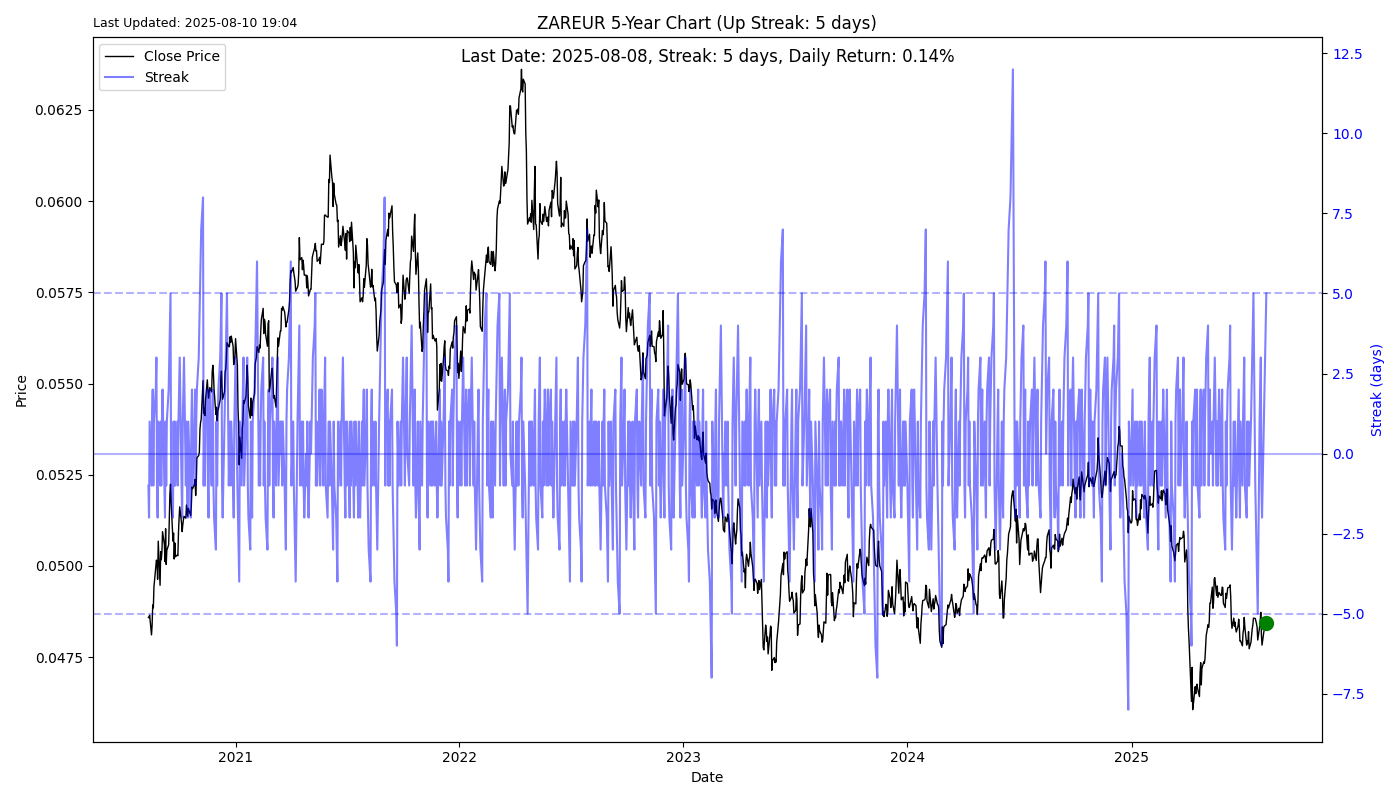 Last Updated: 2025-08-10 19:04
ZAREUR 5-Year Chart (Up Streak: 5 days)
Last Date: 2025-08-08, Streak: 5 days, Daily Return: 0.14%
Close Price
Streak
Price
0.0625
0.0600
0.0575
0.0550
0.0525
0.0500
0.0475
12.5
10.0
7.5
5.0
2.5
0.0
−2.5
−5.0
−7.5
Streak (days)
2021
2022
2023
2024
2025
Date